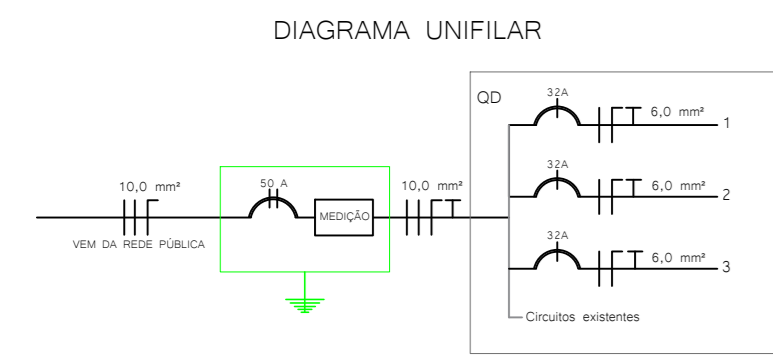 DIAGRAMA UNIFILAR
QD
32A
6,0 mm²
1
10,0 mm²
50 A
MEDIÇÃO
10,0 mm²
32A
6,0 mm²
2
VEM DA REDE PÚBLICA
32A
6,0 mm²
3
Circuitos existentes